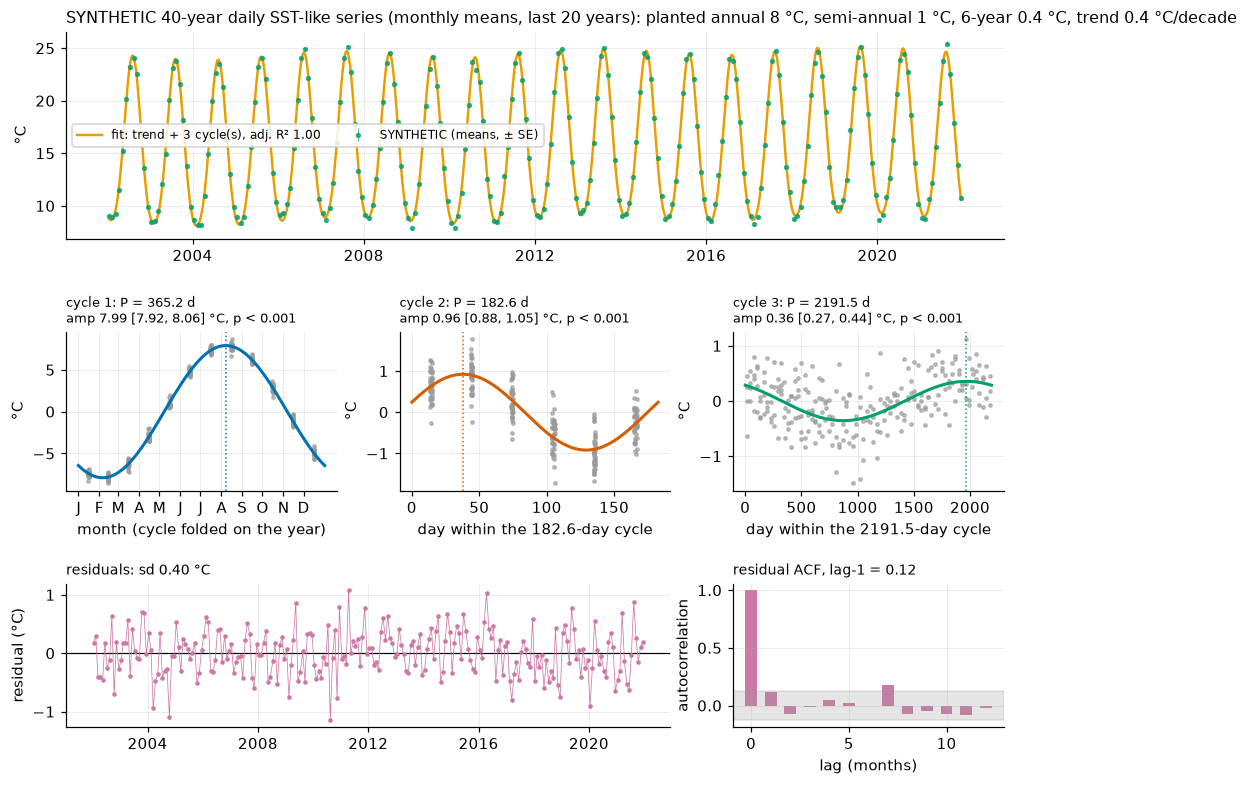 SYNTHETIC 40-year daily SST-like series (monthly means, last 20 years): planted annual 8 °C, semi-annual 1 °C, 6-year 0.4 °C, trend 0.4 °C/decade
25
20
15
10
°C
fit: trend + 3 cycle(s), adj. R² 1.00
SYNTHETIC (means, ± SE)
2004 2008 2012 2016 2020
cycle 1: P = 365.2 d
amp 7.99 [7.92, 8.06] °C, p < 0.001
5
0
−5
°C
J F M A M J J A S O N D
month (cycle folded on the year)
cycle 2: P = 182.6 d
amp 0.96 [0.88, 1.05] °C, p < 0.001
1
0
−1
°C
0 50 100 150
day within the 182.6-day cycle
cycle 3: P = 2191.5 d
amp 0.36 [0.27, 0.44] °C, p < 0.001
1
0
−1
°C
0 500 1000 1500 2000
day within the 2191.5-day cycle
residuals: sd 0.40 °C
1
0
−1
residual (°C)
2004 2008 2012 2016 2020
residual ACF, lag-1 = 0.12
1.0
0.5
0.0
autocorrelation
0 5 10
lag (months)